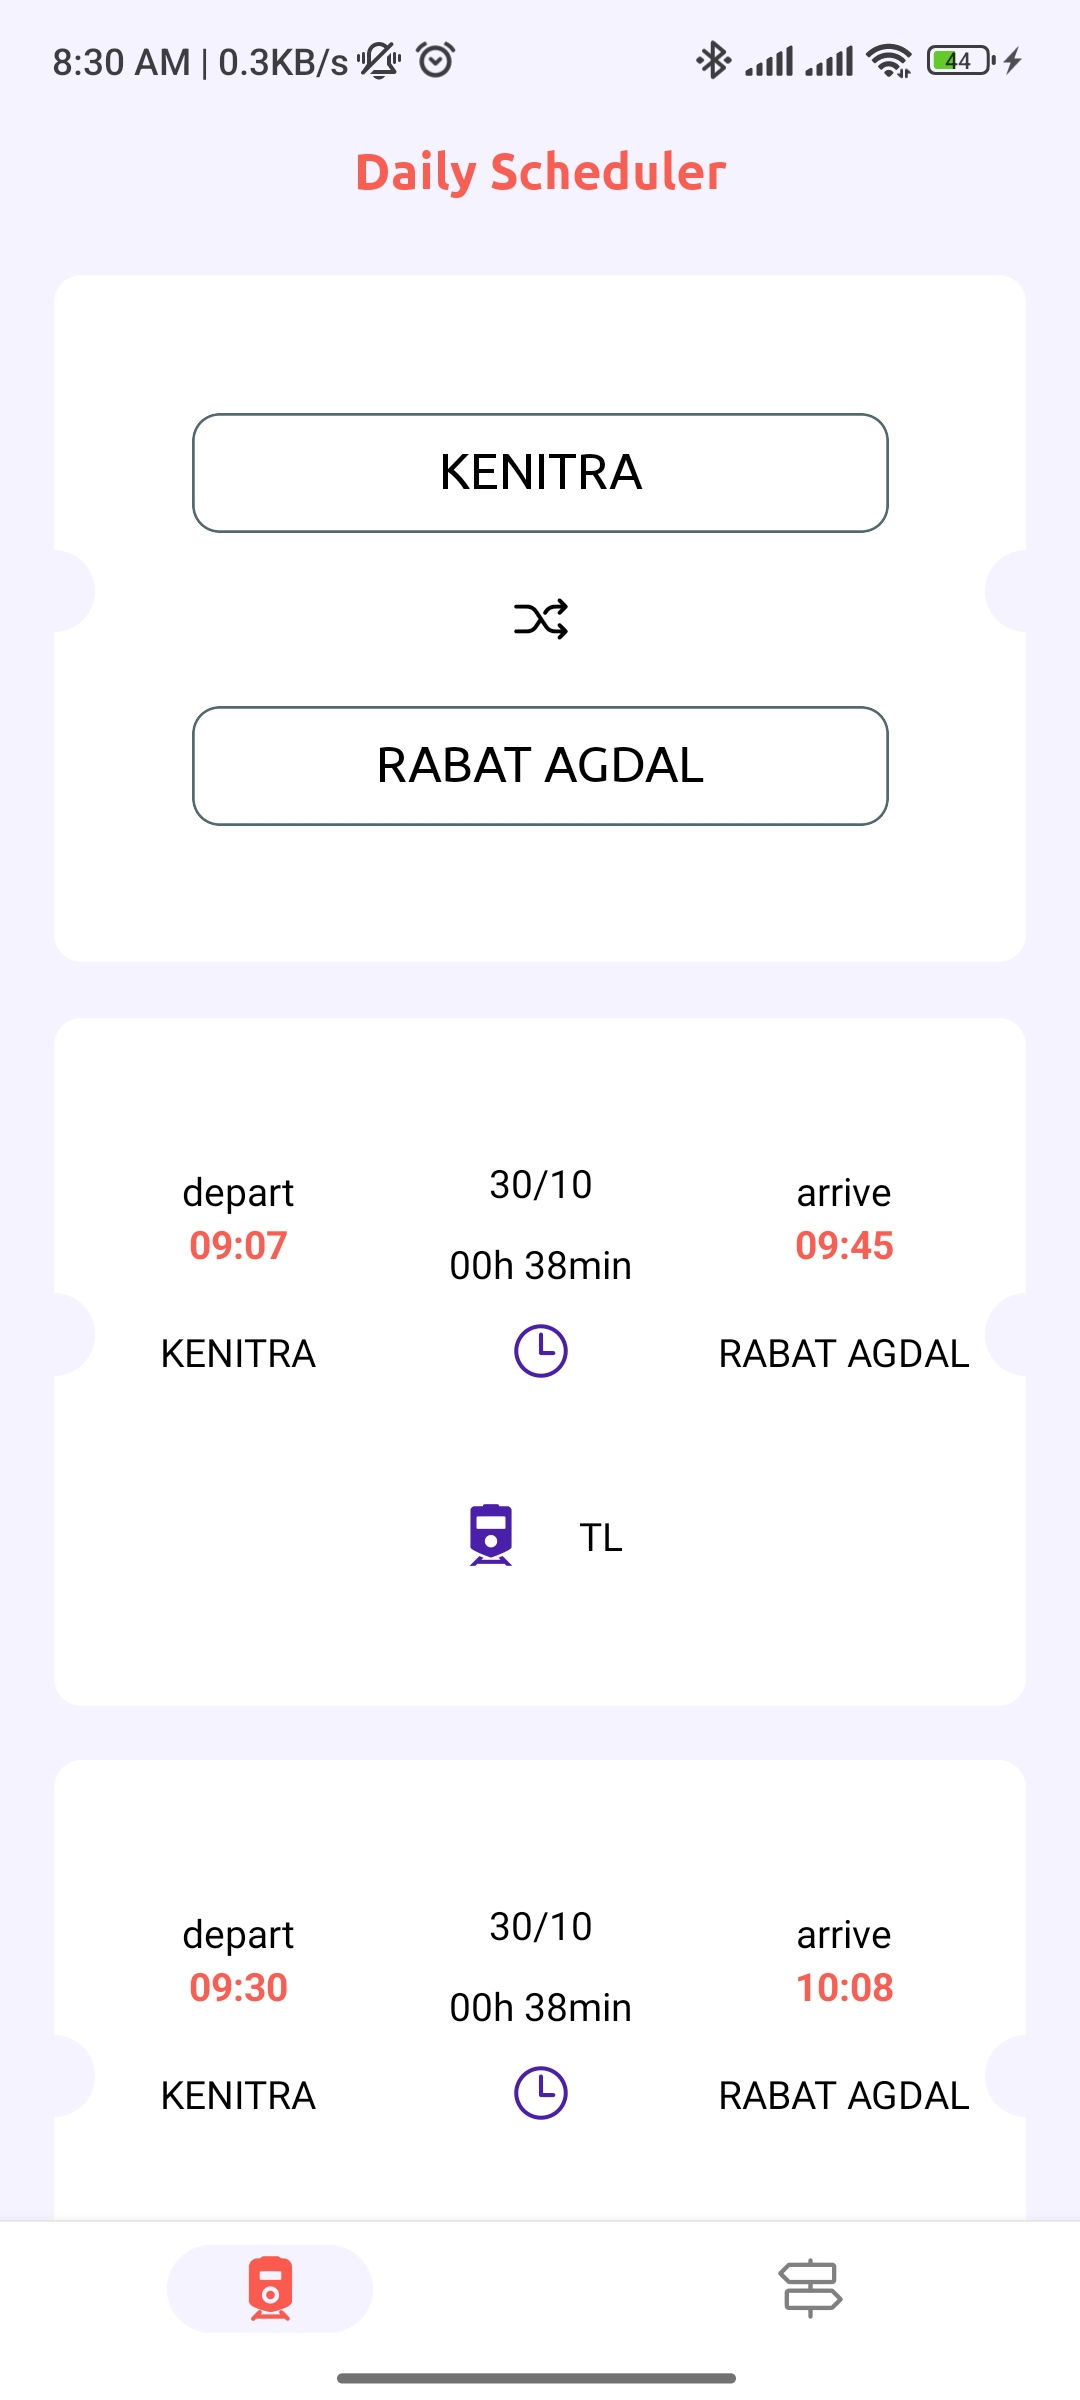 8:30 AM | 0.3KB/s
44
Daily Scheduler
KENITRA
RABAT AGDAL
depart
30/10
arrive
09:07
09:45
00h 38min
KENITRA
RABAT AGDAL
TL
depart
30/10
arrive
09:30
10:08
00h 38min
KENITRA
RABAT AGDAL